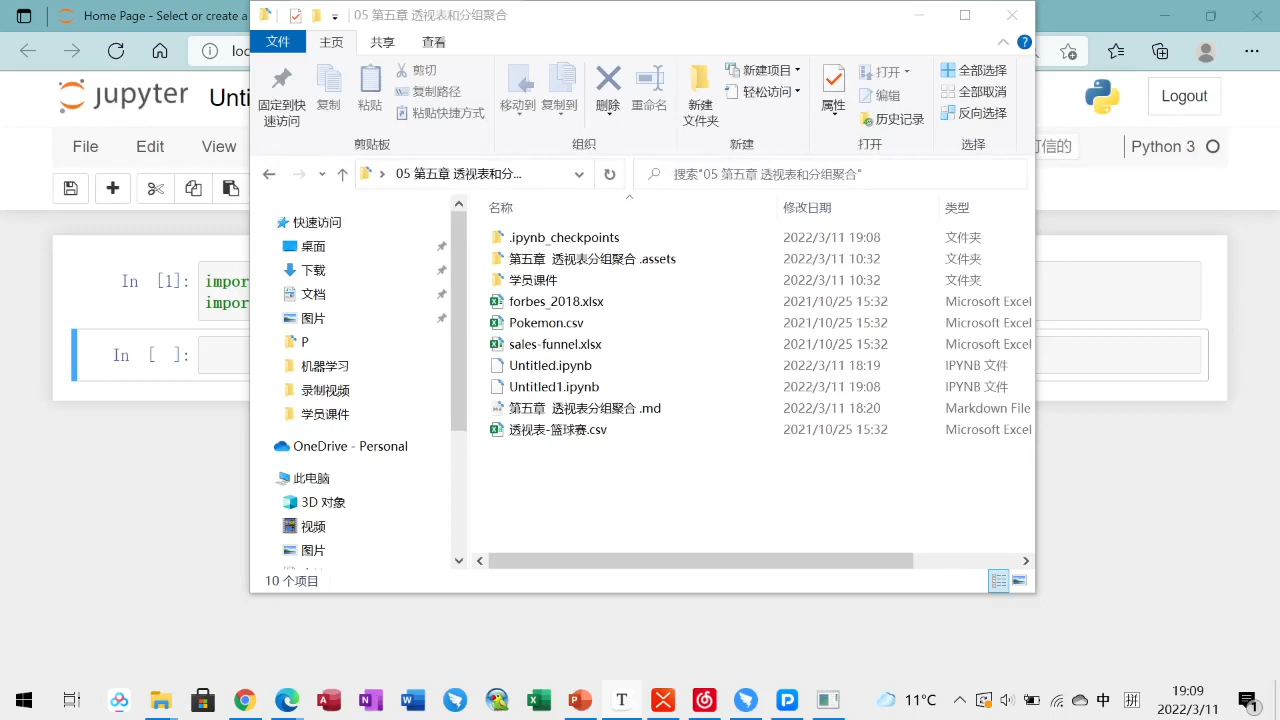 Home Page - Select or create a
05 第五章 透视表和分组聚合
文件 主页 共享 查看
jupyter Unti
Logout
File Edit View
可信的 Python 3
固定到快速访问
复制
粘贴
剪切
复制路径
粘贴快捷方式
剪贴板
移动到
复制到
删除
重命名
组织
新建文件夹
新建项目
轻松访问
新建
属性
打开
编辑
历史记录
打开
全部选择
全部取消
反向选择
选择
05 第五章 透视表和分...
搜索"05 第五章 透视表和分组聚合"
In [1]: impor
impor
In [ ]:
快速访问
桌面
下载
文档
图片
P
机器学习
录制视频
学员课件
OneDrive - Personal
此电脑
3D 对象
视频
图片
名称 修改日期 类型
.ipynb_checkpoints 2022/3/11 19:08 文件夹
第五章 透视表分组聚合 .assets 2022/3/11 10:32 文件夹
学员课件 2022/3/11 10:32 文件夹
forbes_2018.xlsx 2021/10/25 15:32 Microsoft Excel
Pokemon.csv 2021/10/25 15:32 Microsoft Excel
sales-funnel.xlsx 2021/10/25 15:32 Microsoft Excel
Untitled.ipynb 2022/3/11 18:19 IPYNB 文件
Untitled1.ipynb 2022/3/11 19:08 IPYNB 文件
第五章 透视表分组聚合 .md 2022/3/11 18:20 Markdown File
透视表-篮球赛.csv 2021/10/25 15:32 Microsoft Excel
10 个项目
11°C 中 拼 19:09
2022/3/11
1